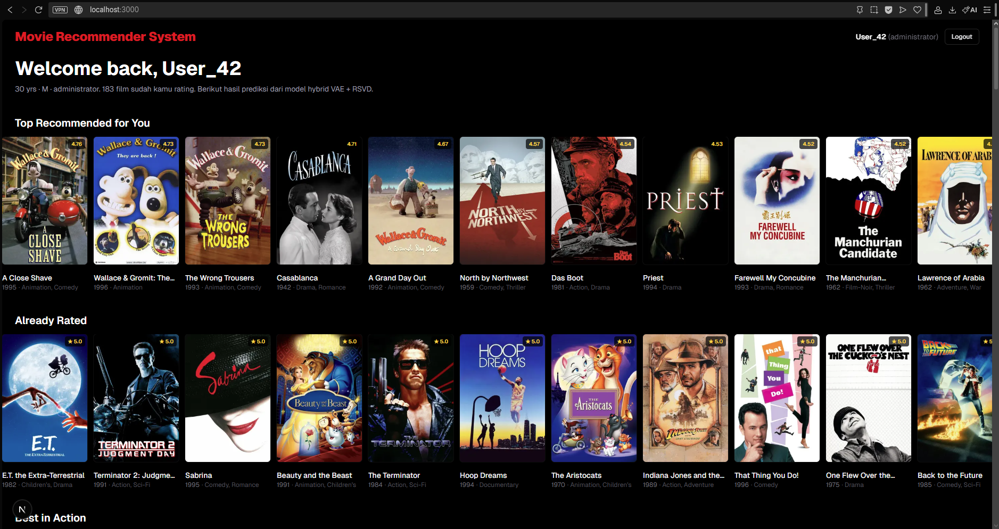 VPN localhost:3000 AI
Movie Recommender System
User_42 (administrator) Logout
Welcome back, User_42
30 yrs · M · administrator. 183 film sudah kamu rating. Berikut hasil prediksi dari model hybrid VAE + RSVD.
Top Recommended for You
4.76
Wallace & Gromit
A
CLOSE
SHAVE
A Close Shave
1995 · Animation, Comedy
4.73
Wallace & Gromit
They are back !
Wallace & Gromit: The...
1996 · Animation
4.73
Wallace & Gromit
THE
WRONG
TROUSERS
The Wrong Trousers
1993 · Animation, Comedy
4.71
CASABLANCA
Casablanca
1942 · Drama, Romance
4.67
Wallace & Gromit
A Grand Day Out
A Grand Day Out
1992 · Animation, Comedy
4.57
NORTH BY
NORTHWEST
North by Northwest
1959 · Comedy, Thriller
4.54
Das
Boot
Das Boot
1981 · Action, Drama
4.53
PRIEST
Priest
1994 · Drama
4.52
霸王别姬
FAREWELL
MY CONCUBINE
Farewell My Concubine
1993 · Drama, Romance
4.52
The
Manchurian
Candidate
The Manchurian...
1962 · Film-Noir, Thriller
4.
LAWRENCE OF ARAB
Lawrence of Arabia
1962 · Adventure, War
Already Rated
★ 5.0
E.T.
THE EXTRA-TERRESTRIAL
E.T. the Extra-Terrestrial
1982 · Children's, Drama
★ 5.0
TERMINATOR 2
JUDGMENT DAY
Terminator 2: Judgme...
1991 · Action, Sci-Fi
★ 5.0
Sabrina
Sabrina
1995 · Comedy, Romance
★ 5.0
Beauty and the Beast
Beauty and the Beast
1991 · Animation, Children's
★ 5.0
THE
TERMINATOR
The Terminator
1984 · Action, Sci-Fi
★ 5.0
HOOP
DREAMS
Hoop Dreams
1994 · Documentary
★ 5.0
THE
Aristocats
The Aristocats
1970 · Animation, Children's
★ 5.0
INDIANA JONES
and the
LAST CRUSADE
Indiana Jones and the...
1989 · Action, Adventure
★ 5.0
that
Thing
You
Do!
That Thing You Do!
1996 · Comedy
★ 5.0
ONE FLEW OVER
THE CUCKOO'S NEST
One Flew Over the...
1975 · Drama
★ 5
BACK
TO THE FUTURE
Back to the Future
1985 · Comedy, Sci-Fi
N
Best in Action